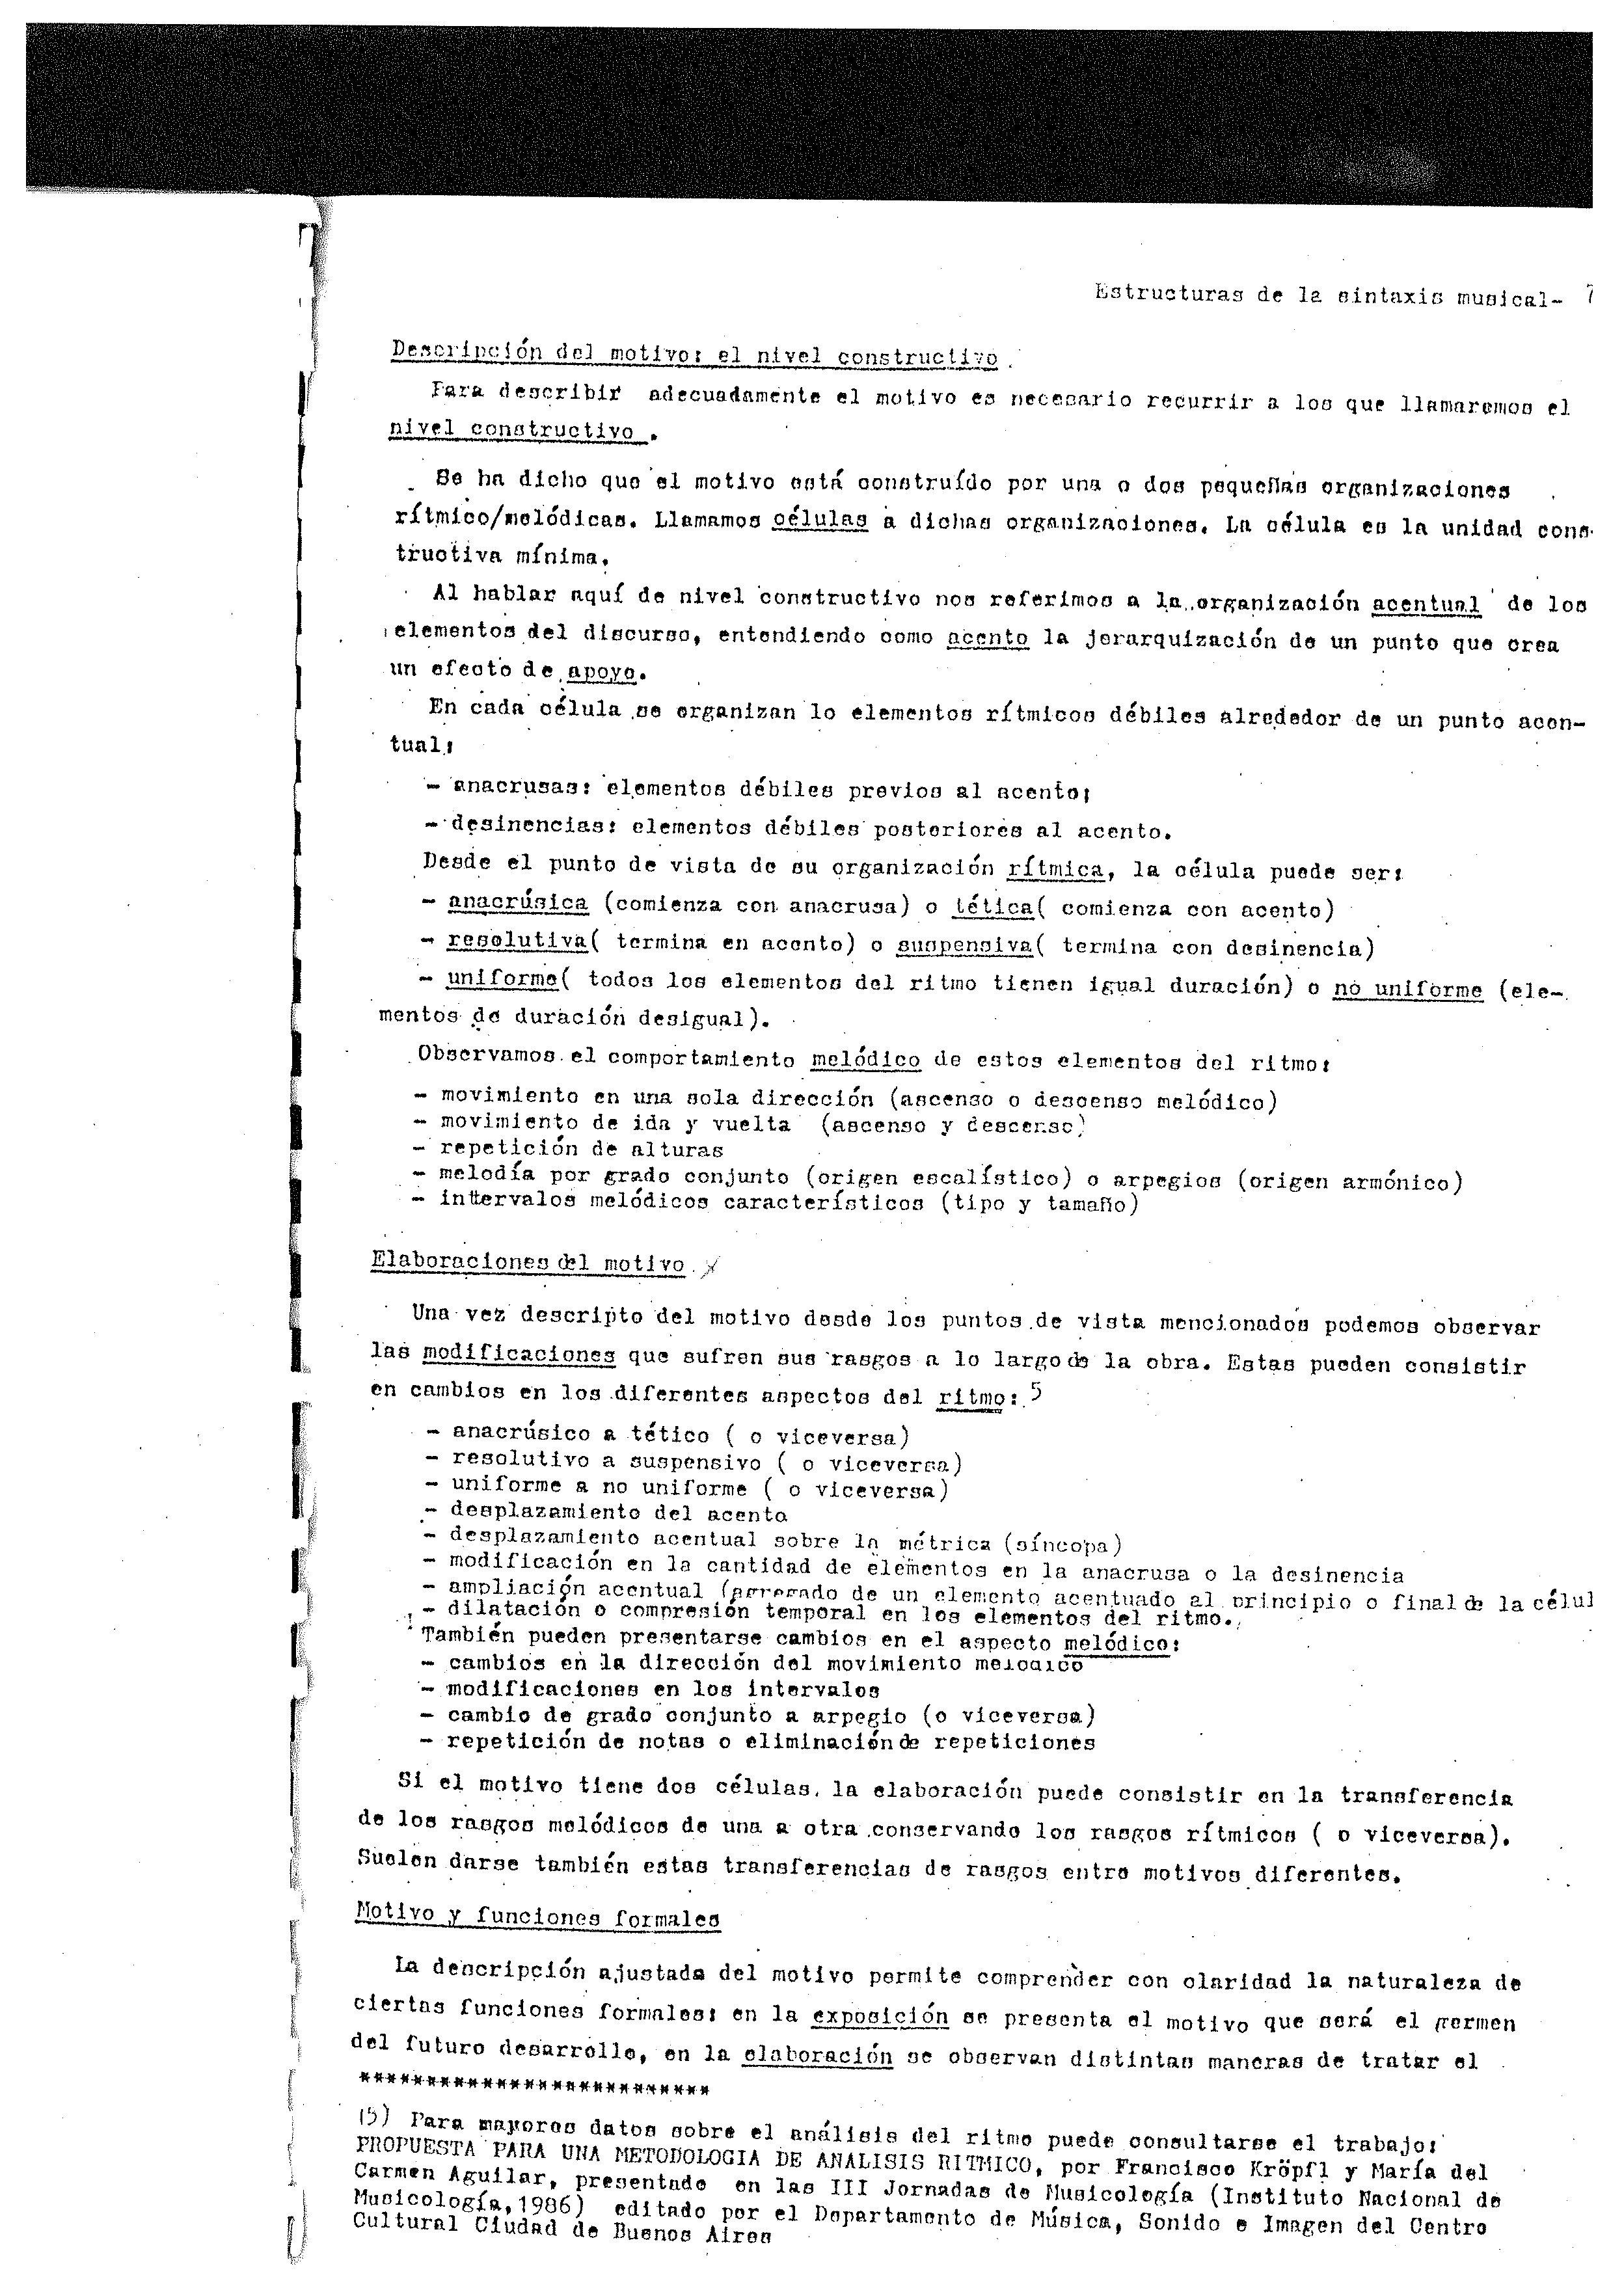 Estructuras de la sintaxis musical- 7
Descripción del motivo: el nivel constructivo.
Para describir adecuadamente el motivo es necesario recurrir a los que llamaremos el
nivel constructivo.
Se ha dicho que el motivo está construído por una o dos pequeñas organizaciones
rítmico/melódicas. Llamamos células a dichas organizaciones. La célula es la unidad cons
tructiva mínima.
Al hablar aquí de nivel constructivo nos referimos a la organización acentual de los
elementos del discurso, entendiendo como acento la jerarquización de un punto que crea
un efecto de apoyo.
En cada célula se organizan lo elementos rítmicos débiles alrededor de un punto acen-
tual:
- anacrusas: elementos débiles previos al acento;
- desinencias: elementos débiles posteriores al acento.
Desde el punto de vista de su organización rítmica, la célula puede ser:
- anacrúsica (comienza con anacrusa) o tética( comienza con acento)
- resolutiva( termina en acento) o suspensiva( termina con desinencia)
- uniforme( todos los elementos del ritmo tienen igual duración) o no uniforme (ele-
mentos de duración desigual).
Observamos el comportamiento melódico de estos elementos del ritmo:
- movimiento en una sola dirección (ascenso o descenso melódico)
- movimiento de ida y vuelta (ascenso y descenso)
- repetición de alturas
- melodía por grado conjunto (origen escalístico) o arpegios (origen armónico)
- intervalos melódicos característicos (tipo y tamaño)
Elaboraciones del motivo.
Una vez descripto del motivo desde los puntos de vista mencionados podemos observar
las modificaciones que sufren sus rasgos a lo largo de la obra. Estas pueden consistir
en cambios en los diferentes aspectos del ritmo: 5
- anacrúsico a tético ( o viceversa)
- resolutivo a suspensivo ( o viceversa)
- uniforme a no uniforme ( o viceversa)
- desplazamiento del acento
- desplazamiento acentual sobre la métrica (síncopa)
- modificación en la cantidad de elementos en la anacrusa o la desinencia
- ampliación acentual (agregado de un elemento acentuado al principio o final de la célul
- dilatación o compresión temporal en los elementos del ritmo.
También pueden presentarse cambios en el aspecto melódico:
- cambios en la dirección del movimiento melódico
- modificaciones en los intervalos
- cambio de grado conjunto a arpegio (o viceversa)
- repetición de notas o eliminación de repeticiones
Si el motivo tiene dos células, la elaboración puede consistir en la transferencia
de los rasgos melódicos de una a otra conservando los rasgos rítmicos ( o viceversa).
Suelen darse también estas transferencias de rasgos entre motivos diferentes.
Motivo y funciones formales
La descripción ajustada del motivo permite comprender con claridad la naturaleza de
ciertas funciones formales: en la exposición se presenta el motivo que será el germen
del futuro desarrollo, en la elaboración se observan distintas maneras de tratar el
**************************
(5) Para mayores datos sobre el análisis del ritmo puede consultarse el trabajo:
PROPUESTA PARA UNA METODOLOGIA DE ANALISIS RITMICO, por Francisco Kröpfl y María del
Carmen Aguilar, presentado en las III Jornadas de Musicología (Instituto Nacional de
Musicología, 1986) editado por el Departamento de Música, Sonido e Imagen del Centro
Cultural Ciudad de Buenos Aires